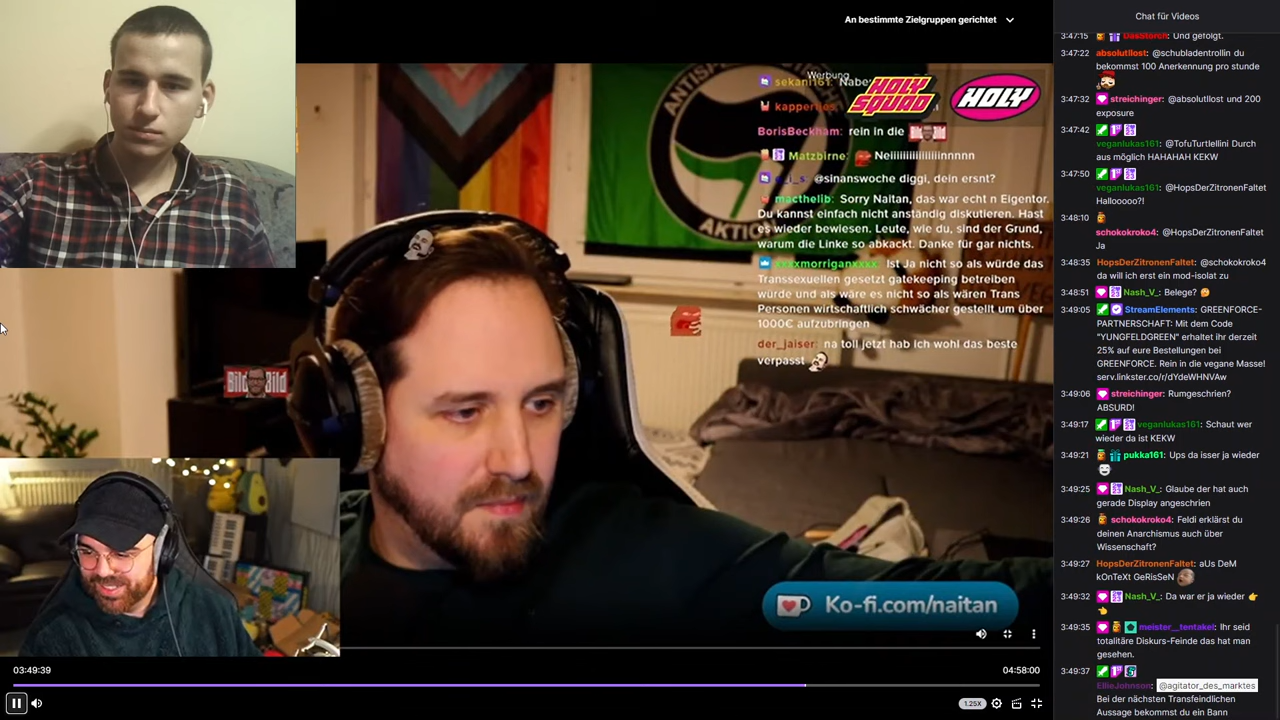 An bestimmte Zielgruppen gerichtet
Werbung
HOLY SQUAD
HOLY
ANTISPE
AKTION
sekani161: Nabe
kappertjes
BorisBeckham: rein in die
Matzbirne: Neiiiiiiiiiiiiiiinnnnn
@sinanswoche diggi, dein ersnt?
macthelib: Sorry Naitan, das war echt n Eigentor.
Du kannst einfach nicht anständig diskutieren. Hast
es wieder bewiesen. Leute, wie du, sind der Grund,
warum die Linke so abkackt. Danke für gar nichts.
xxxmorriganxxxx: Ist Ja nicht so als würde das
Transsexuellen gesetzt gatekeeping betreiben
würde und als wäre es nicht so als wären Trans
Personen wirtschaftlich schwächer gestellt um über
1000€ aufzubringen
der_jaiser: na toll jetzt hab ich wohl das beste
verpasst
Bild Bild
Ko-fi.com/naitan
03:49:39
04:58:00
1.25X
Chat für Videos
3:47:15 DasStorch: Und gefolgt.
3:47:22 absolutllost: @schubladentrollin du
bekommst 100 Anerkennung pro stunde
3:47:32 streichinger: @absolutllost und 200
exposure
3:47:42
veganlukas161: @TofuTurtlellini Durch
aus möglich HAHAHAH KEKW
3:47:50
veganlukas161: @HopsDerZitronenFaltet
Hallooooo?!
3:48:10
schokokroko4: @HopsDerZitronenFaltet
Ja
3:48:35 HopsDerZitronenFaltet: @schokokroko4
da will ich erst ein mod-isolat zu
3:48:51 Nash_V_: Belege?
3:49:05 StreamElements: GREENFORCE-
PARTNERSCHAFT: Mit dem Code
"YUNGFELDGREEN" erhaltet ihr derzeit
25% auf eure Bestellungen bei
GREENFORCE. Rein in die vegane Masse!
serv.linkster.co/r/dYdeWHNVAw
3:49:06 streichinger: Rumgeschrien?
ABSURD!
3:49:17 veganlukas161: Schaut wer
wieder da ist KEKW
3:49:21 pukka161: Ups da isser ja wieder
3:49:25 Nash_V_: Glaube der hat auch
gerade Display angeschrien
3:49:26 schokokroko4: Feldi erklärst du
deinen Anarchismus auch über
Wissenschaft?
3:49:27 HopsDerZitronenFaltet: aUs DeM
kOnTeXt GeRisSeN
3:49:32 Nash_V_: Da war er ja wieder
3:49:35 meister__tentakel: Ihr seid
totalitäre Diskurs-Feinde das hat man
gesehen.
3:49:37
EllieJohnson: @agitator_des_marktes
Bei der nächsten Transfeindlichen
Aussage bekommst du ein Bann